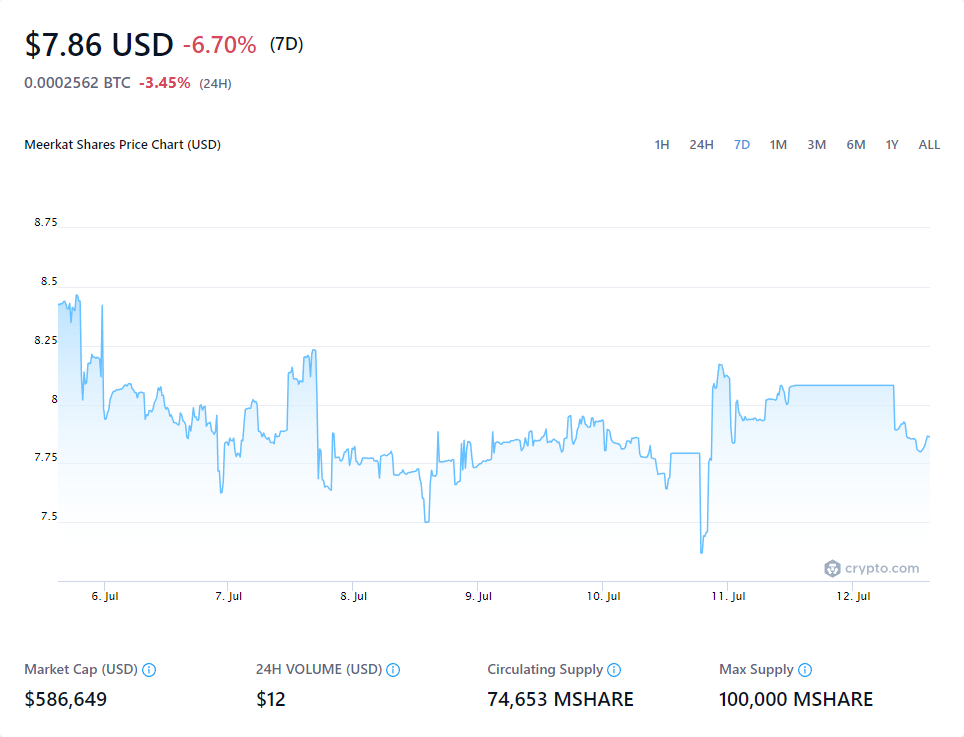 $7.86 USD -6.70% (7D)
0.0002562 BTC -3.45% (24H)
Meerkat Shares Price Chart (USD) 1H 24H 7D 1M 3M 6M 1Y ALL
8.75
8.5
8.25
8
7.75
7.5
crypto.com
6. Jul 7. Jul 8. Jul 9. Jul 10. Jul 11. Jul 12. Jul
Market Cap (USD) 24H VOLUME (USD) Circulating Supply Max Supply
$586,649 $12 74,653 MSHARE 100,000 MSHARE